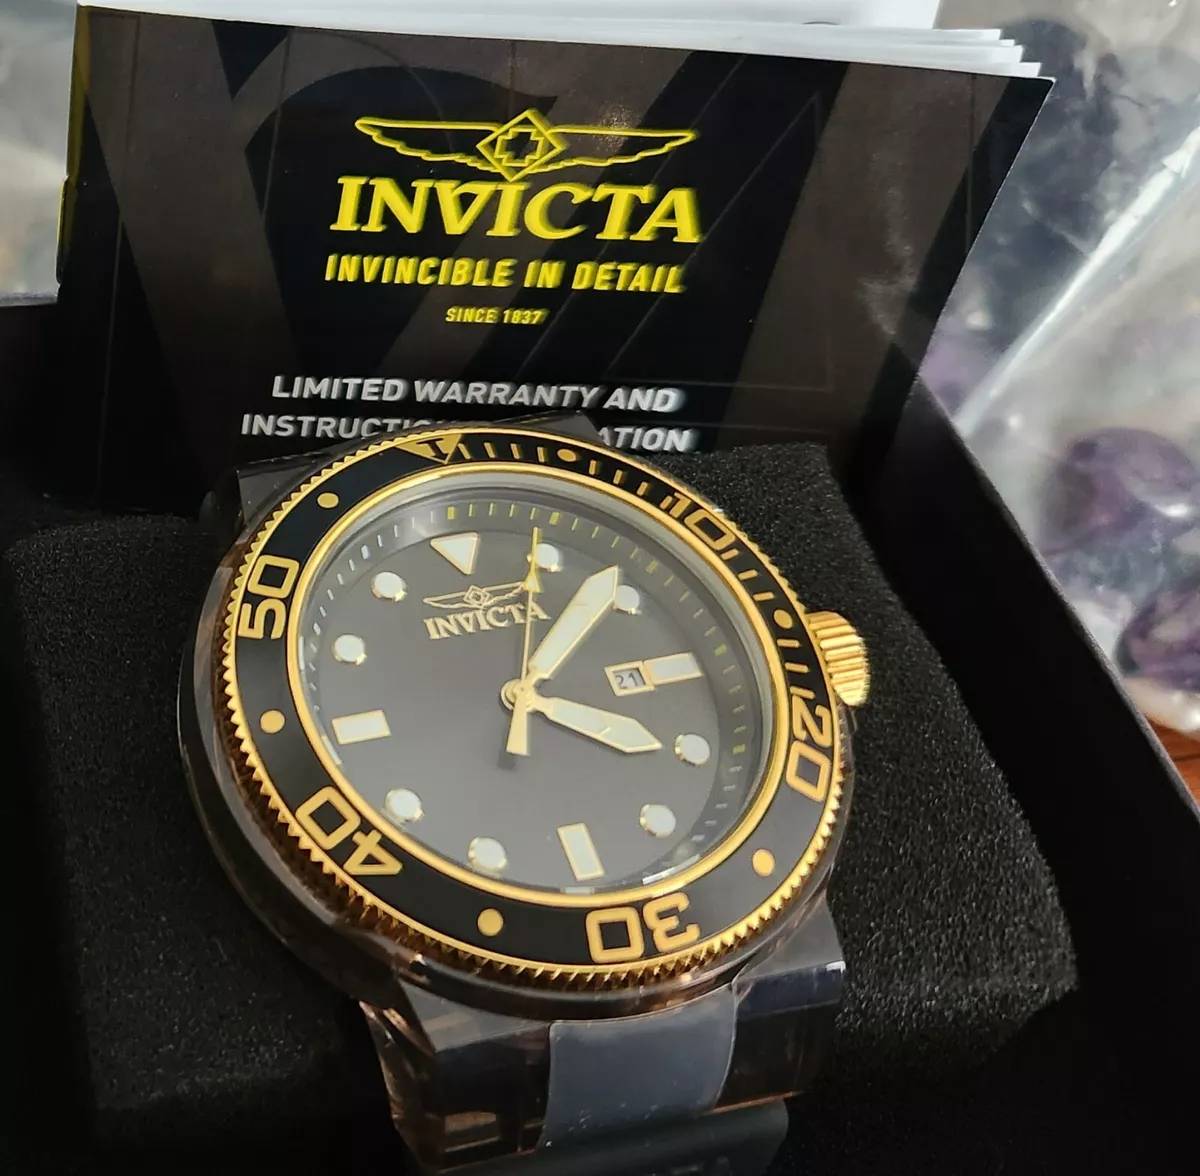 INVICTA
INVINCIBLE IN DETAIL
SINCE 1837
LIMITED WARRANTY AND
10
20
30
40
50
INVICTA
21